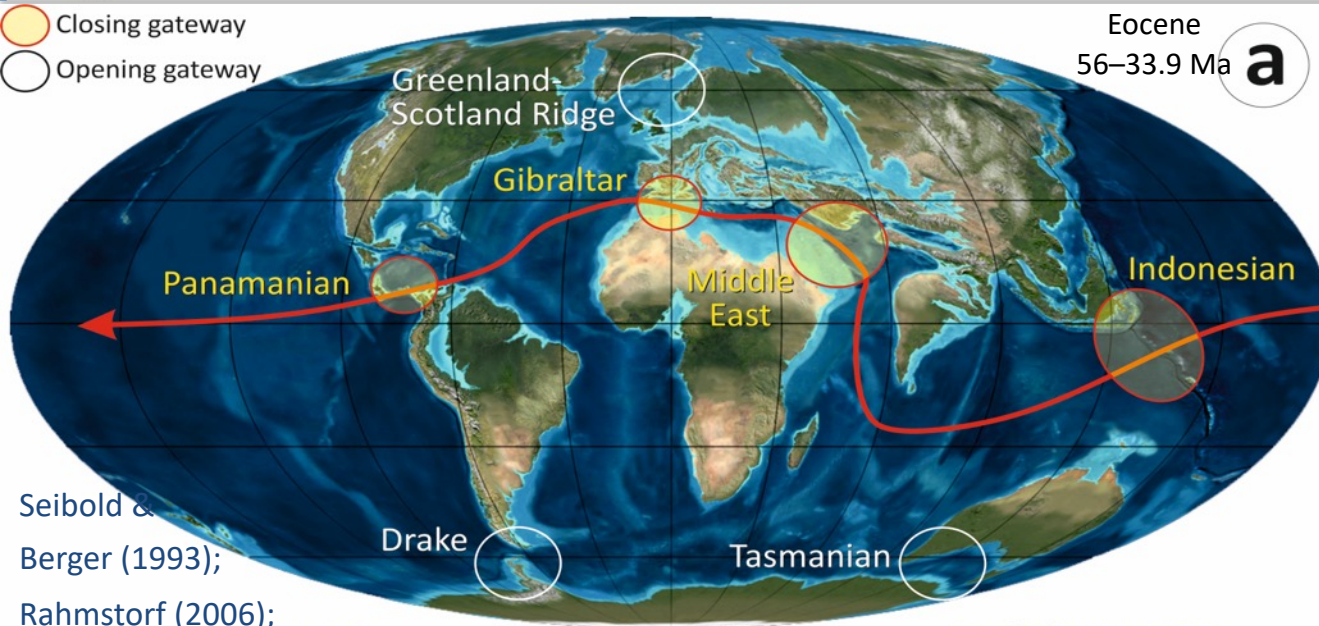 Closing gateway
Opening gateway
Eocene
56–33.9 Ma
a
Greenland-
Scotland Ridge
Gibraltar
Panamanian
Middle
East
Indonesian
Drake
Tasmanian
Seibold &
Berger (1993);
Rahmstorf (2006);